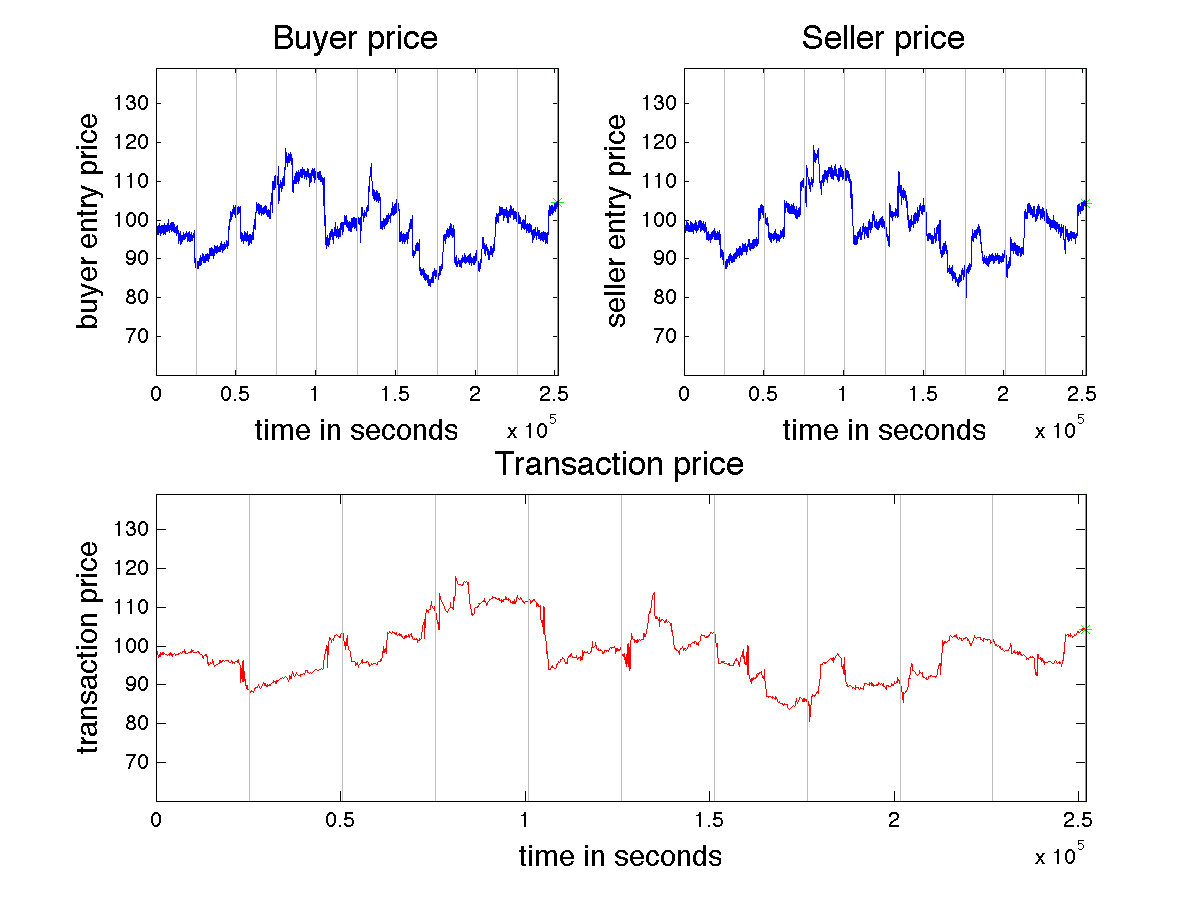 Buyer price
buyer entry price
130
120
110
100
90
80
70
0 0.5 1 1.5 2 2.5
x 10^5
time in seconds
Seller price
seller entry price
130
120
110
100
90
80
70
0 0.5 1 1.5 2 2.5
x 10^5
time in seconds
Transaction price
transaction price
130
120
110
100
90
80
70
0 0.5 1 1.5 2 2.5
x 10^5
time in seconds